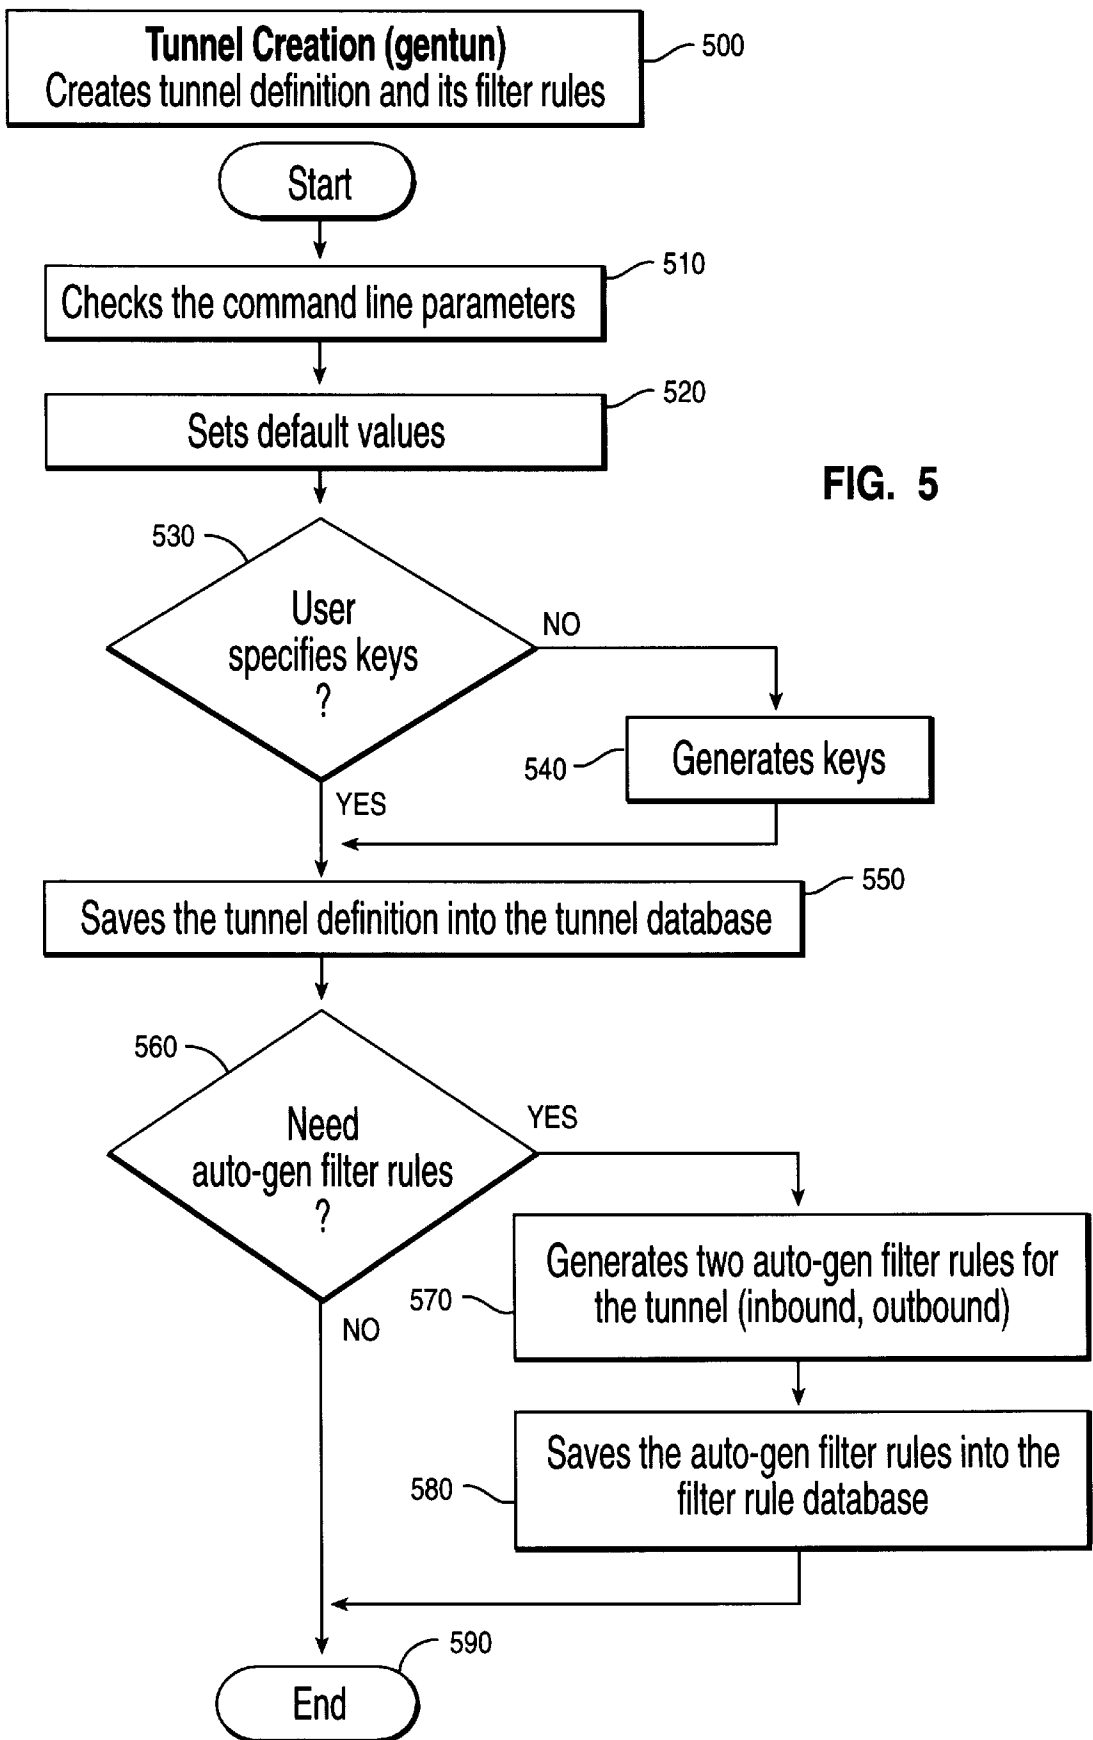 Tunnel Creation (gentun)
Creates tunnel definition and its filter rules
500
Start
510
Checks the command line parameters
520
Sets default values
FIG. 5
530
User
specifies keys
?
NO
540
Generates keys
YES
550
Saves the tunnel definition into the tunnel database
560
Need
auto-gen filter rules
?
YES
570
Generates two auto-gen filter rules for
the tunnel (inbound, outbound)
NO
580
Saves the auto-gen filter rules into the
filter rule database
590
End